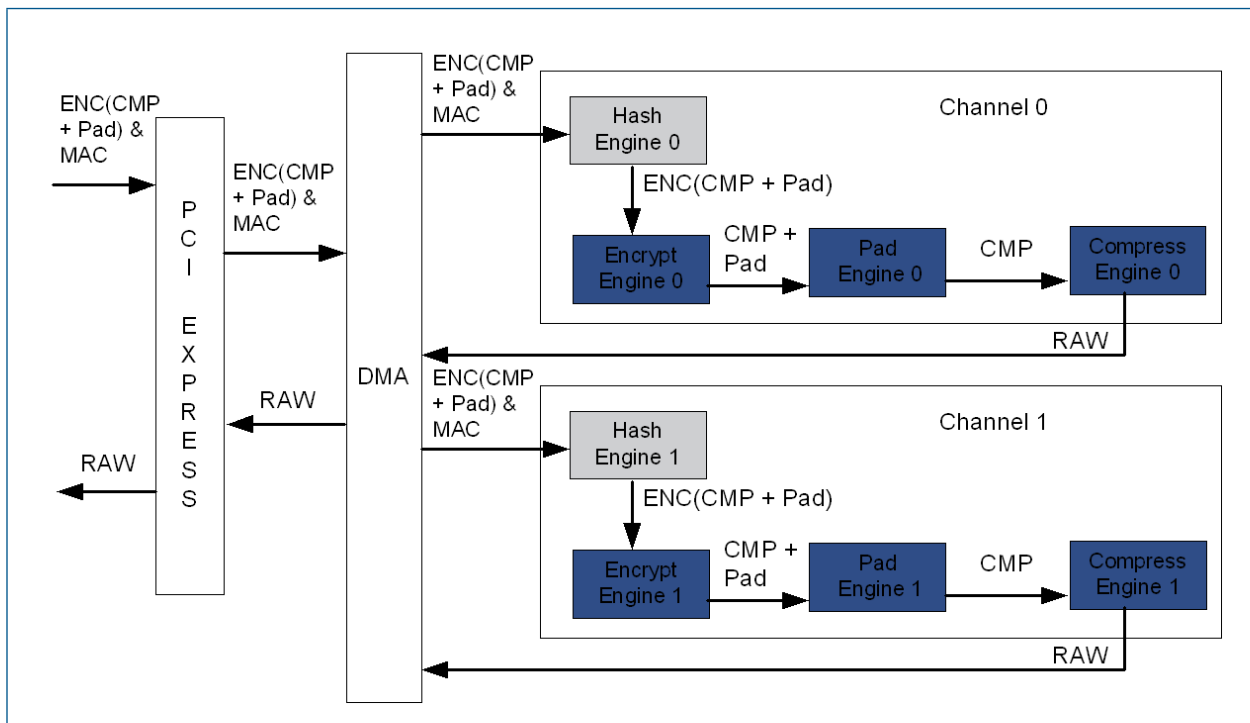 ENC(CMP
+ Pad) &
MAC
PCI EXPRESS
RAW
ENC(CMP
+ Pad) &
MAC
RAW
DMA
ENC(CMP
+ Pad) &
MAC
Channel 0
Hash
Engine 0
ENC(CMP + Pad)
Encrypt
Engine 0
CMP +
Pad
Pad
Engine 0
CMP
Compress
Engine 0
RAW
ENC(CMP
+ Pad) &
MAC
Channel 1
Hash
Engine 1
ENC(CMP + Pad)
Encrypt
Engine 1
CMP +
Pad
Pad
Engine 1
CMP
Compress
Engine 1
RAW